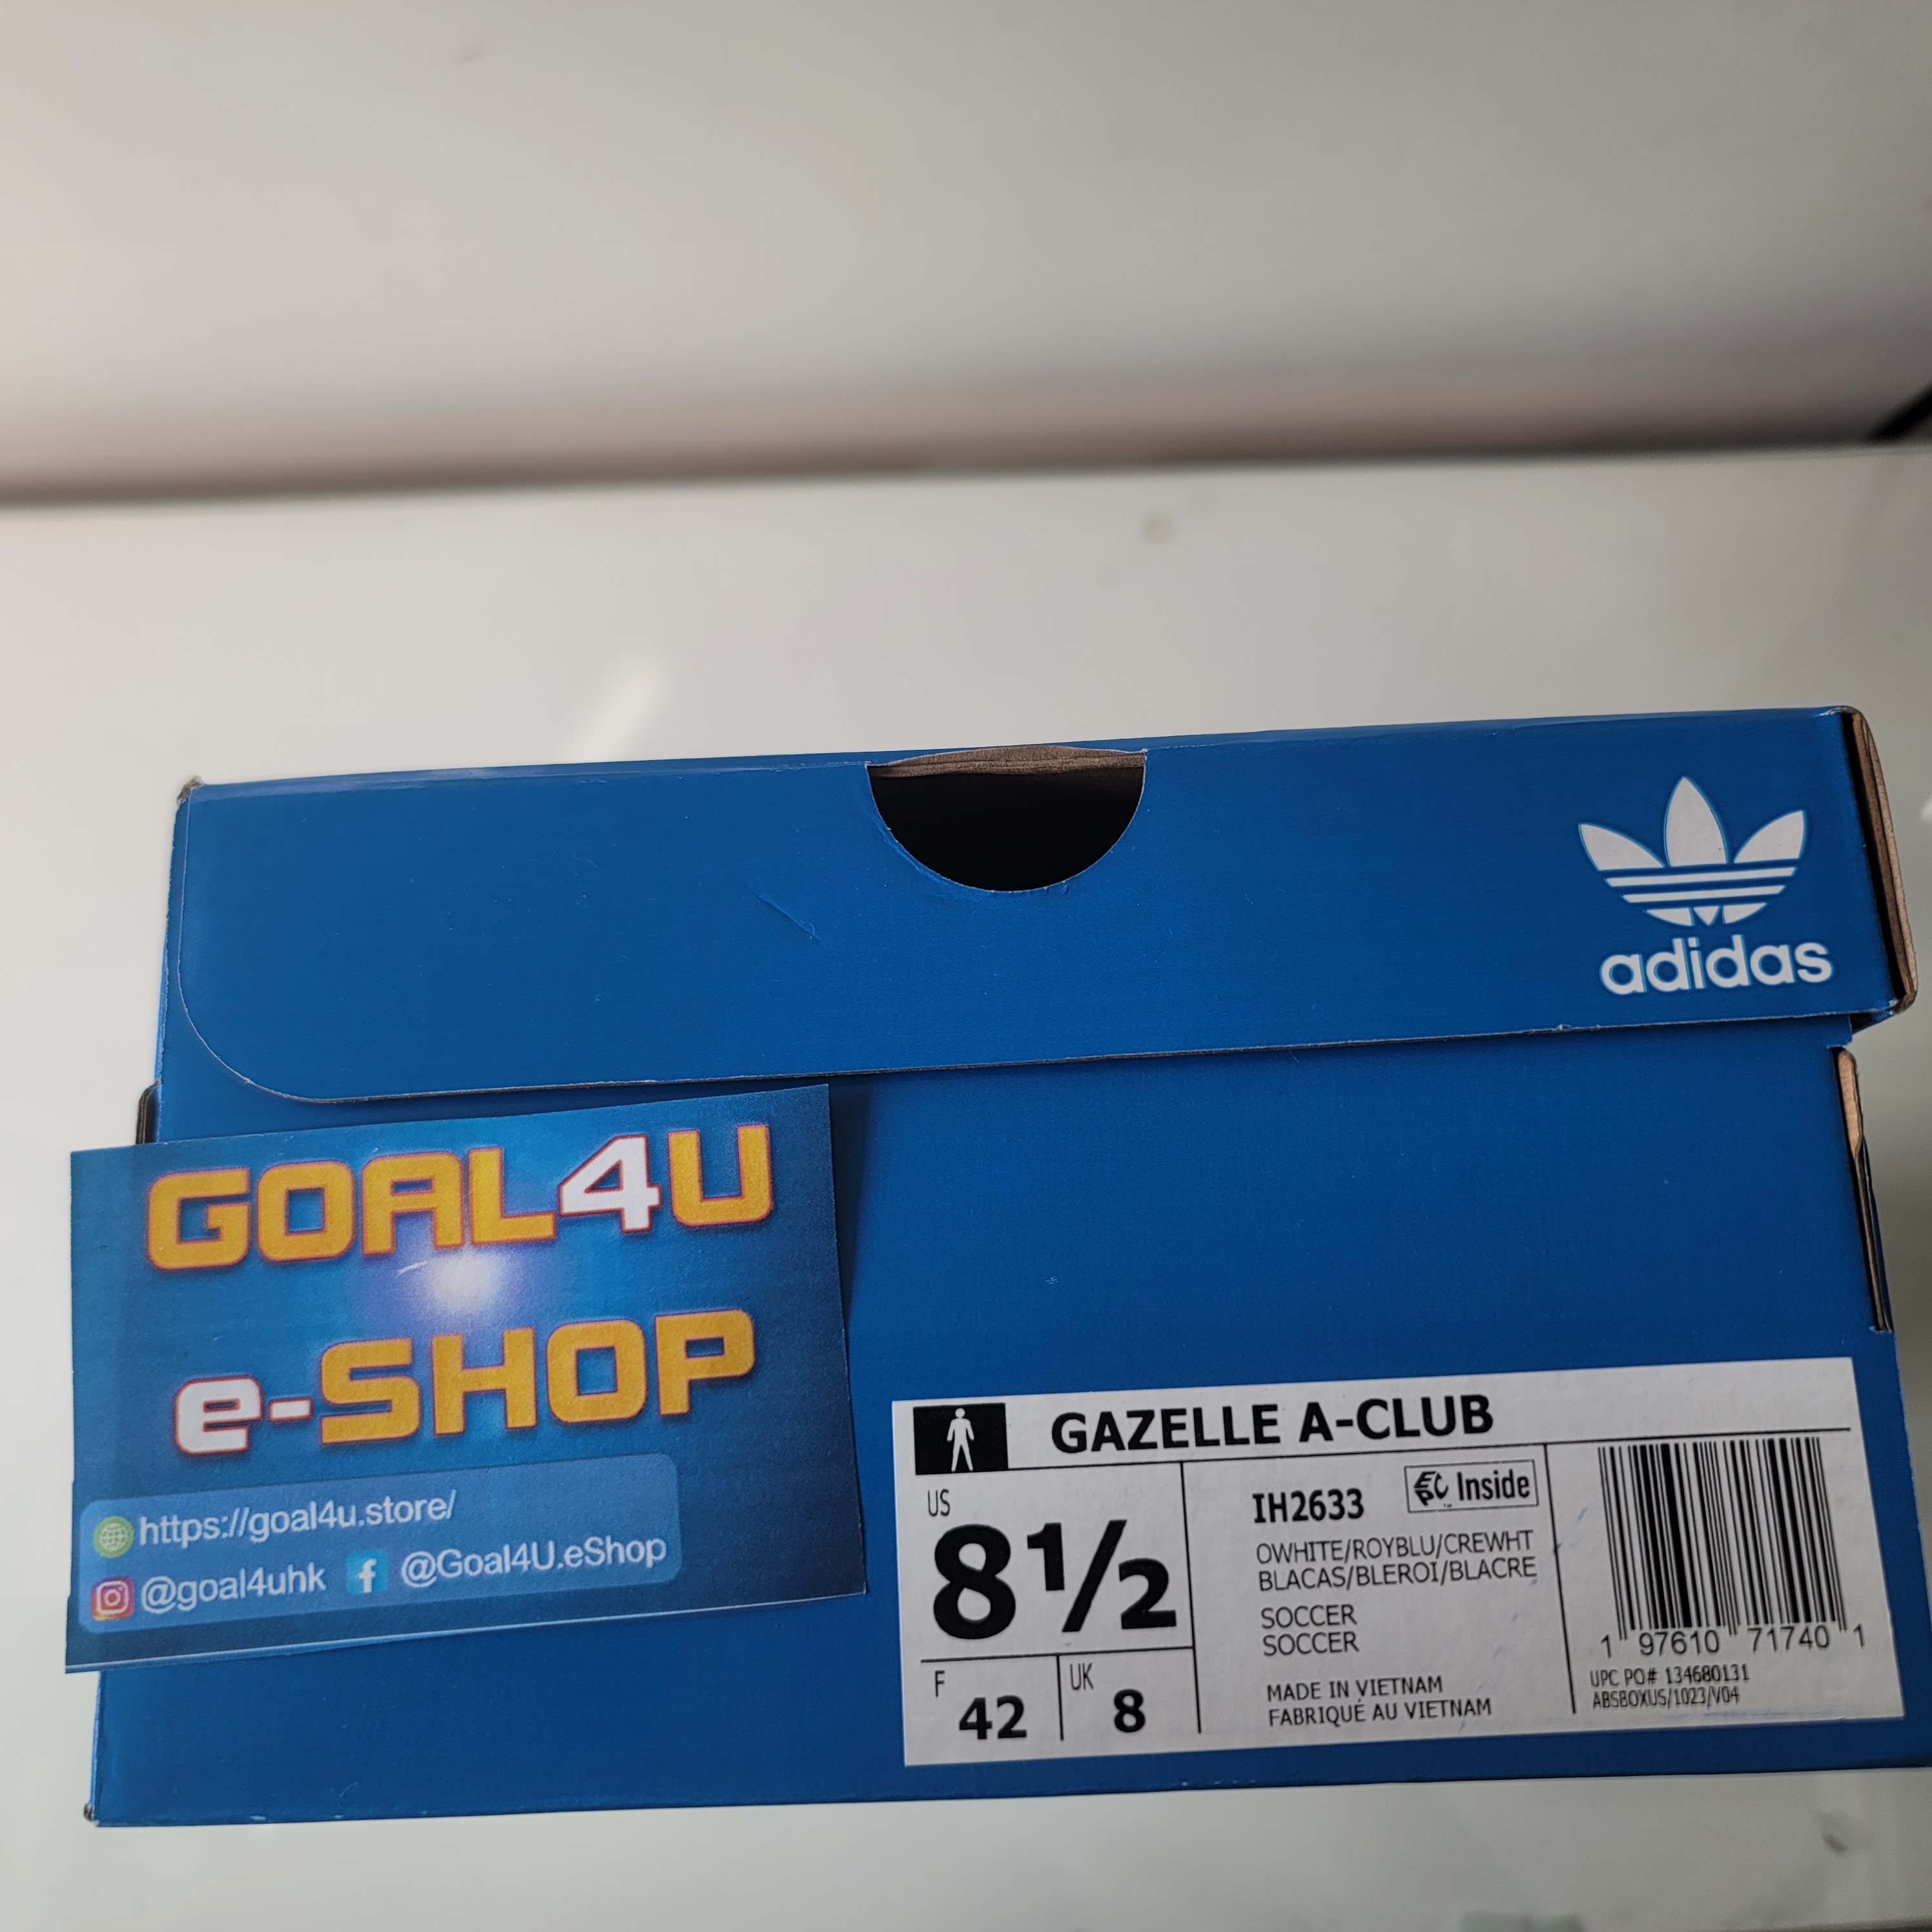 adidas
GOAL4U
e-SHOP
https://goal4u.store/
@goal4uhk @Goal4U.eShop
GAZELLE A-CLUB
US
8½
F
42
UK
8
IH2633
EPC Inside
OWHITE/ROYBLU/CREWHT
BLACAS/BLEROI/BLACRE
SOCCER
SOCCER
MADE IN VIETNAM
FABRIQUÉ AU VIETNAM
1 97610 71740 1
UPC PO# 134680131
ABSBOXUS/1023/V04